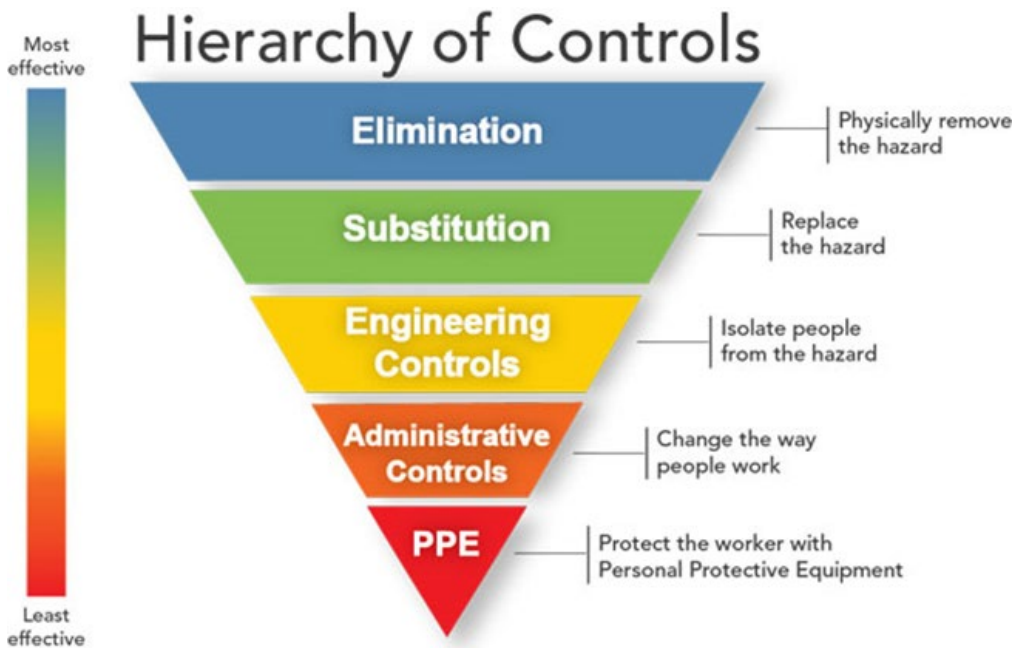 Hierarchy of Controls
Most
effective
Elimination
Physically remove
the hazard
Substitution
Replace
the hazard
Engineering
Controls
Isolate people
from the hazard
Administrative
Controls
Change the way
people work
PPE
Protect the worker with
Personal Protective Equipment
Least
effective